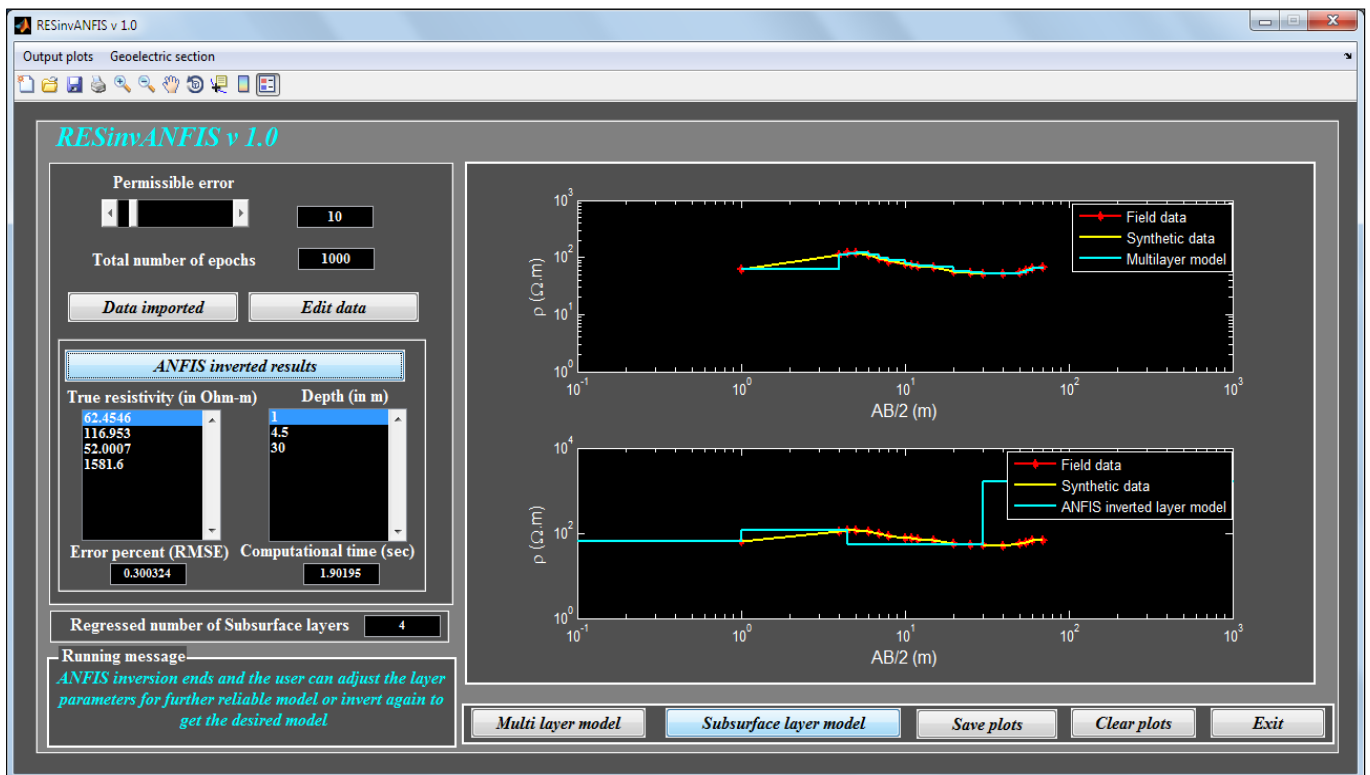 RESinvANFIS v 1.0
Output plots Geoelectric section
RESinvANFIS v 1.0
Permissible error
10
Total number of epochs 1000
Data imported Edit data
ANFIS inverted results
True resistivity (in Ohm-m) Depth (in m)
62.4546 1
116.953 4.5
52.0007 30
1581.6
Error percent (RMSE) Computational time (sec)
0.300324 1.90195
Regressed number of Subsurface layers 4
Running message
ANFIS inversion ends and the user can adjust the layer
parameters for further reliable model or invert again to
get the desired model
10³
10²
10¹
10⁰
ρ (Ω.m)
10⁻¹ 10⁰ 10¹ 10² 10³
AB/2 (m)
Field data
Synthetic data
Multilayer model
10⁴
10²
10⁰
ρ (Ω.m)
10⁻¹ 10⁰ 10¹ 10² 10³
AB/2 (m)
Field data
Synthetic data
ANFIS inverted layer model
Multi layer model Subsurface layer model Save plots Clear plots Exit